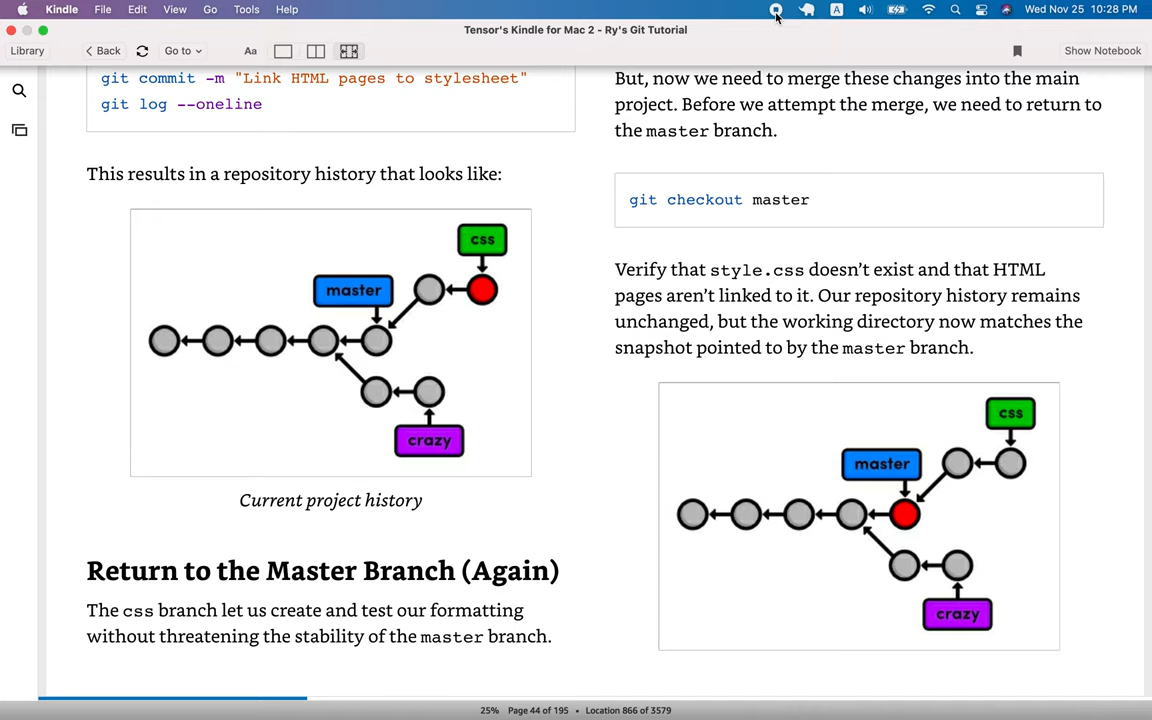 Kindle File Edit View Go Tools Help
A
Wed Nov 25 10:28 PM
Tensor's Kindle for Mac 2 - Ry's Git Tutorial
Library
Back
Go to
Aa
Show Notebook
git commit -m "Link HTML pages to stylesheet"
git log --oneline
This results in a repository history that looks like:
css
master
crazy
Current project history
Return to the Master Branch (Again)
The css branch let us create and test our formatting
without threatening the stability of the master branch.
But, now we need to merge these changes into the main
project. Before we attempt the merge, we need to return to
the master branch.
git checkout master
Verify that style.css doesn’t exist and that HTML
pages aren’t linked to it. Our repository history remains
unchanged, but the working directory now matches the
snapshot pointed to by the master branch.
css
master
crazy
25% Page 44 of 195 • Location 866 of 3579